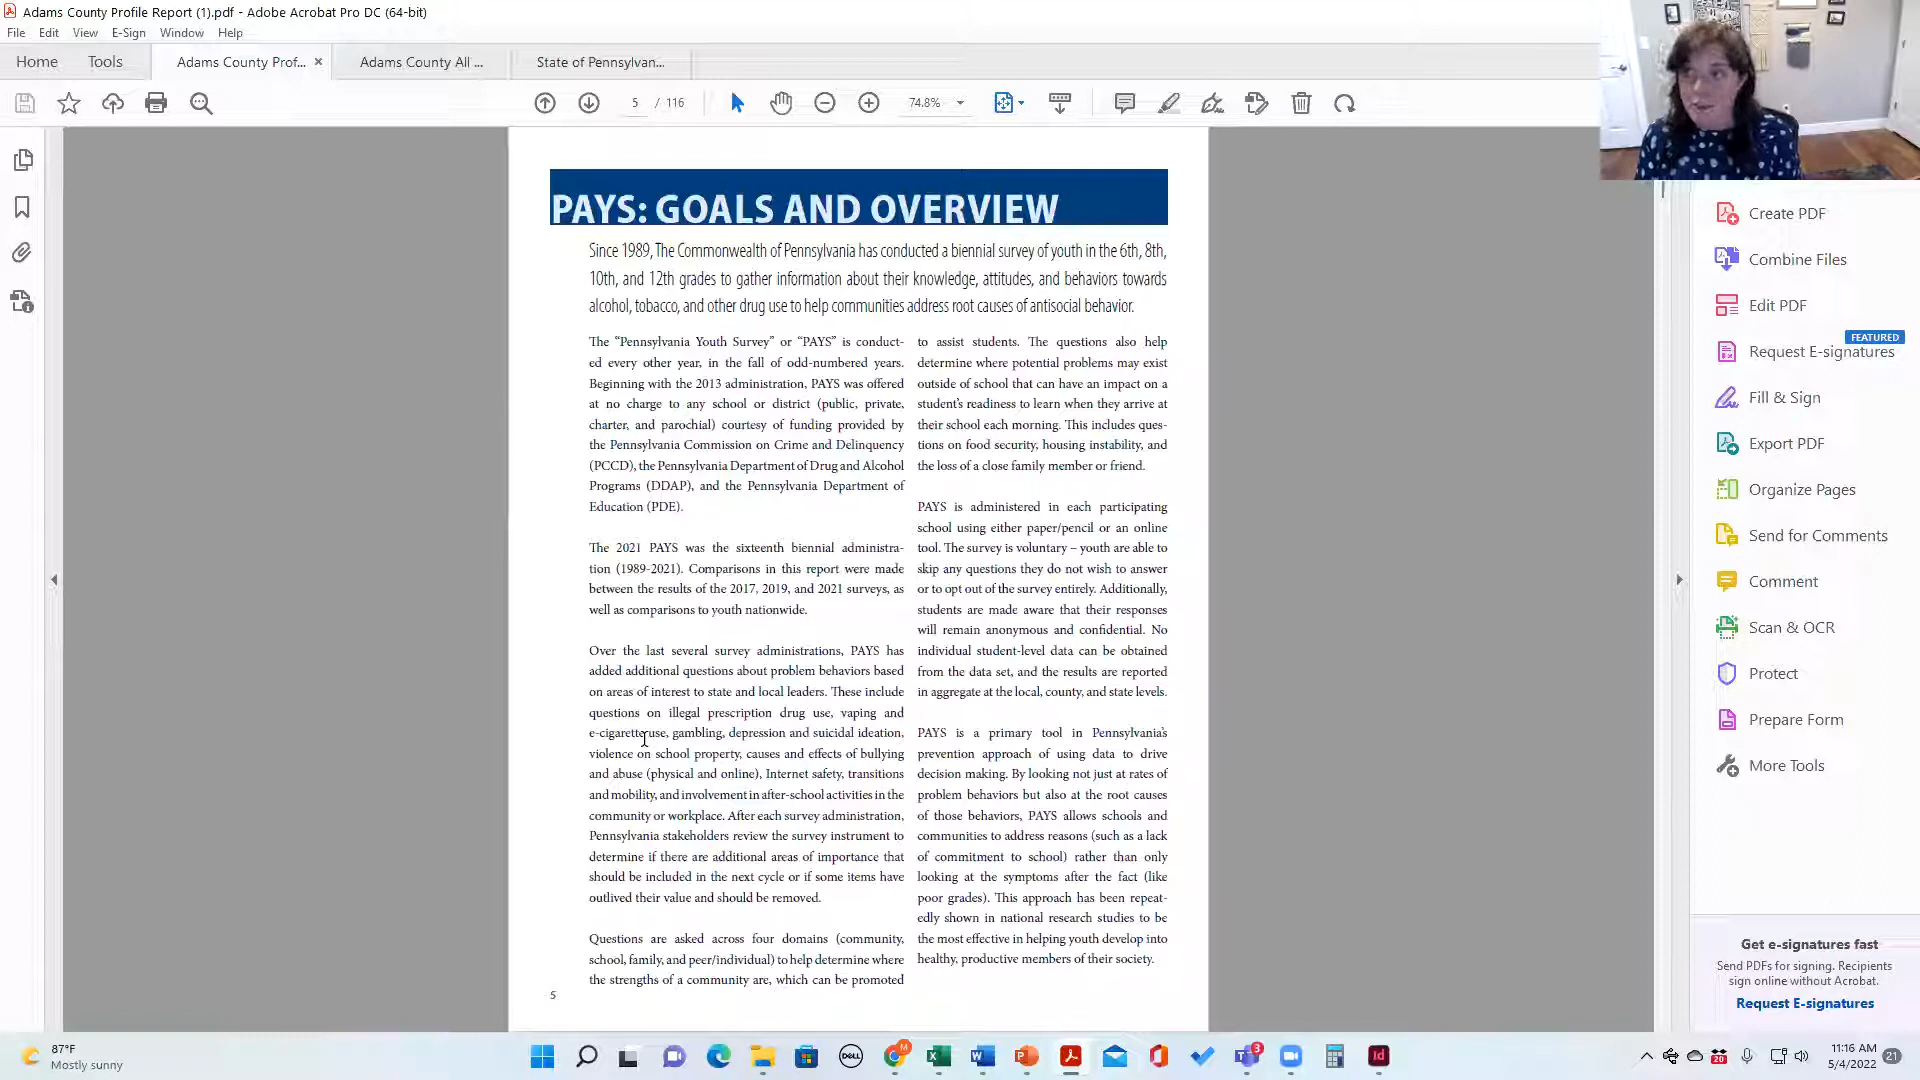 Adams County Profile Report (1).pdf - Adobe Acrobat Pro DC (64-bit)
File Edit View E-Sign Window Help
Home Tools Adams County Prof... × Adams County All ... State of Pennsylvan...
5 / 116 74.8%
PAYS: GOALS AND OVERVIEW
Since 1989, The Commonwealth of Pennsylvania has conducted a biennial survey of youth in the 6th, 8th,
10th, and 12th grades to gather information about their knowledge, attitudes, and behaviors towards
alcohol, tobacco, and other drug use to help communities address root causes of antisocial behavior.
The “Pennsylvania Youth Survey” or “PAYS” is conduct-
ed every other year, in the fall of odd-numbered years.
Beginning with the 2013 administration, PAYS was offered
at no charge to any school or district (public, private,
charter, and parochial) courtesy of funding provided by
the Pennsylvania Commission on Crime and Delinquency
(PCCD), the Pennsylvania Department of Drug and Alcohol
Programs (DDAP), and the Pennsylvania Department of
Education (PDE).
The 2021 PAYS was the sixteenth biennial administra-
tion (1989-2021). Comparisons in this report were made
between the results of the 2017, 2019, and 2021 surveys, as
well as comparisons to youth nationwide.
Over the last several survey administrations, PAYS has
added additional questions about problem behaviors based
on areas of interest to state and local leaders. These include
questions on illegal prescription drug use, vaping and
e-cigarette use, gambling, depression and suicidal ideation,
violence on school property, causes and effects of bullying
and abuse (physical and online), Internet safety, transitions
and mobility, and involvement in after-school activities in the
community or workplace. After each survey administration,
Pennsylvania stakeholders review the survey instrument to
determine if there are additional areas of importance that
should be included in the next cycle or if some items have
outlived their value and should be removed.
Questions are asked across four domains (community,
school, family, and peer/individual) to help determine where
the strengths of a community are, which can be promoted
to assist students. The questions also help
determine where potential problems may exist
outside of school that can have an impact on a
student’s readiness to learn when they arrive at
their school each morning. This includes ques-
tions on food security, housing instability, and
the loss of a close family member or friend.
PAYS is administered in each participating
school using either paper/pencil or an online
tool. The survey is voluntary – youth are able to
skip any questions they do not wish to answer
or to opt out of the survey entirely. Additionally,
students are made aware that their responses
will remain anonymous and confidential. No
individual student-level data can be obtained
from the data set, and the results are reported
in aggregate at the local, county, and state levels.
PAYS is a primary tool in Pennsylvania’s
prevention approach of using data to drive
decision making. By looking not just at rates of
problem behaviors but also at the root causes
of those behaviors, PAYS allows schools and
communities to address reasons (such as a lack
of commitment to school) rather than only
looking at the symptoms after the fact (like
poor grades). This approach has been repeat-
edly shown in national research studies to be
the most effective in helping youth develop into
healthy, productive members of their society.
5
Create PDF
Combine Files
Edit PDF
FEATURED
Request E-signatures
Fill & Sign
Export PDF
Organize Pages
Send for Comments
Comment
Scan & OCR
Protect
Prepare Form
More Tools
Get e-signatures fast
Send PDFs for signing. Recipients
sign online without Acrobat.
Request E-signatures
87°F
Mostly sunny
DELL
M
3
Id
20
11:16 AM
5/4/2022
21